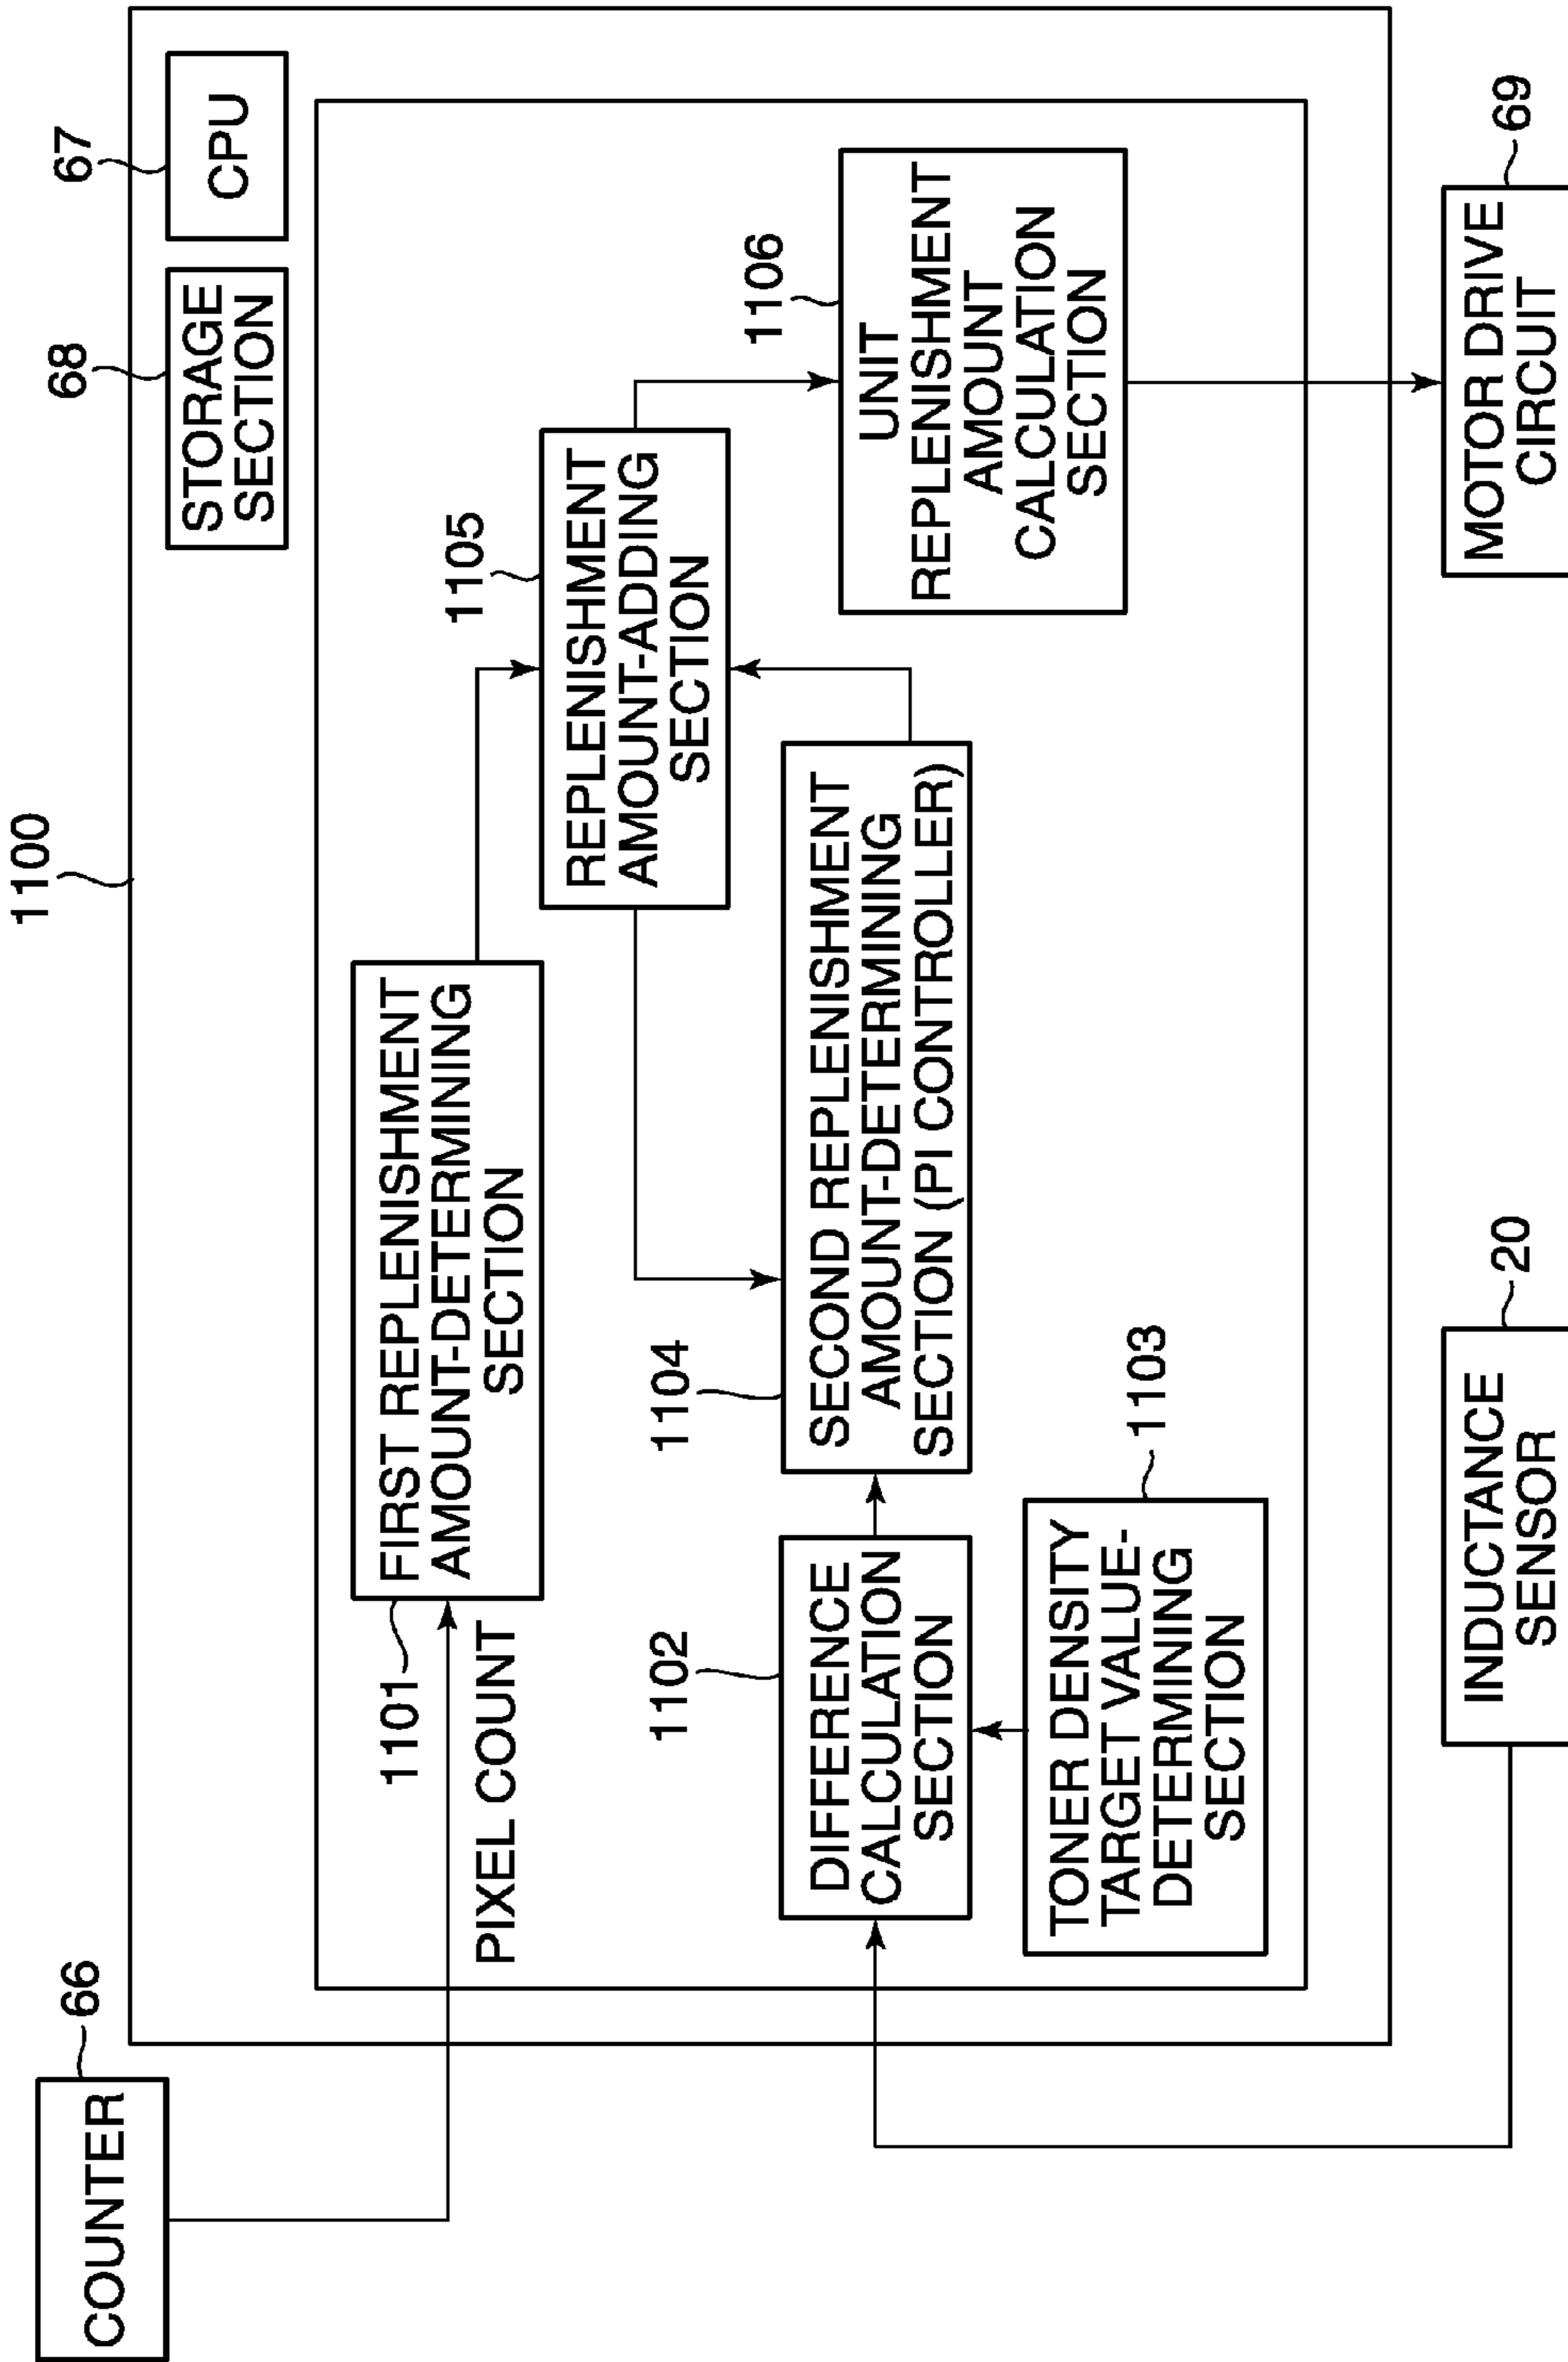 1100
COUNTER
66
STORAGE
SECTION
68
CPU
67
FIRST REPLENISHMENT
AMOUNT-DETERMINING
SECTION
1101
PIXEL COUNT
REPLENISHMENT
AMOUNT-ADDING
SECTION
1105
DIFFERENCE
CALCULATION
SECTION
1102
SECOND REPLENISHMENT
AMOUNT-DETERMINING
SECTION (PI CONTROLLER)
1104
UNIT
REPLENISHMENT
AMOUNT
CALCULATION
SECTION
1106
TONER DENSITY
TARGET VALUE-
DETERMINING
SECTION
1103
INDUCTANCE
SENSOR
20
MOTOR DRIVE
CIRCUIT
69